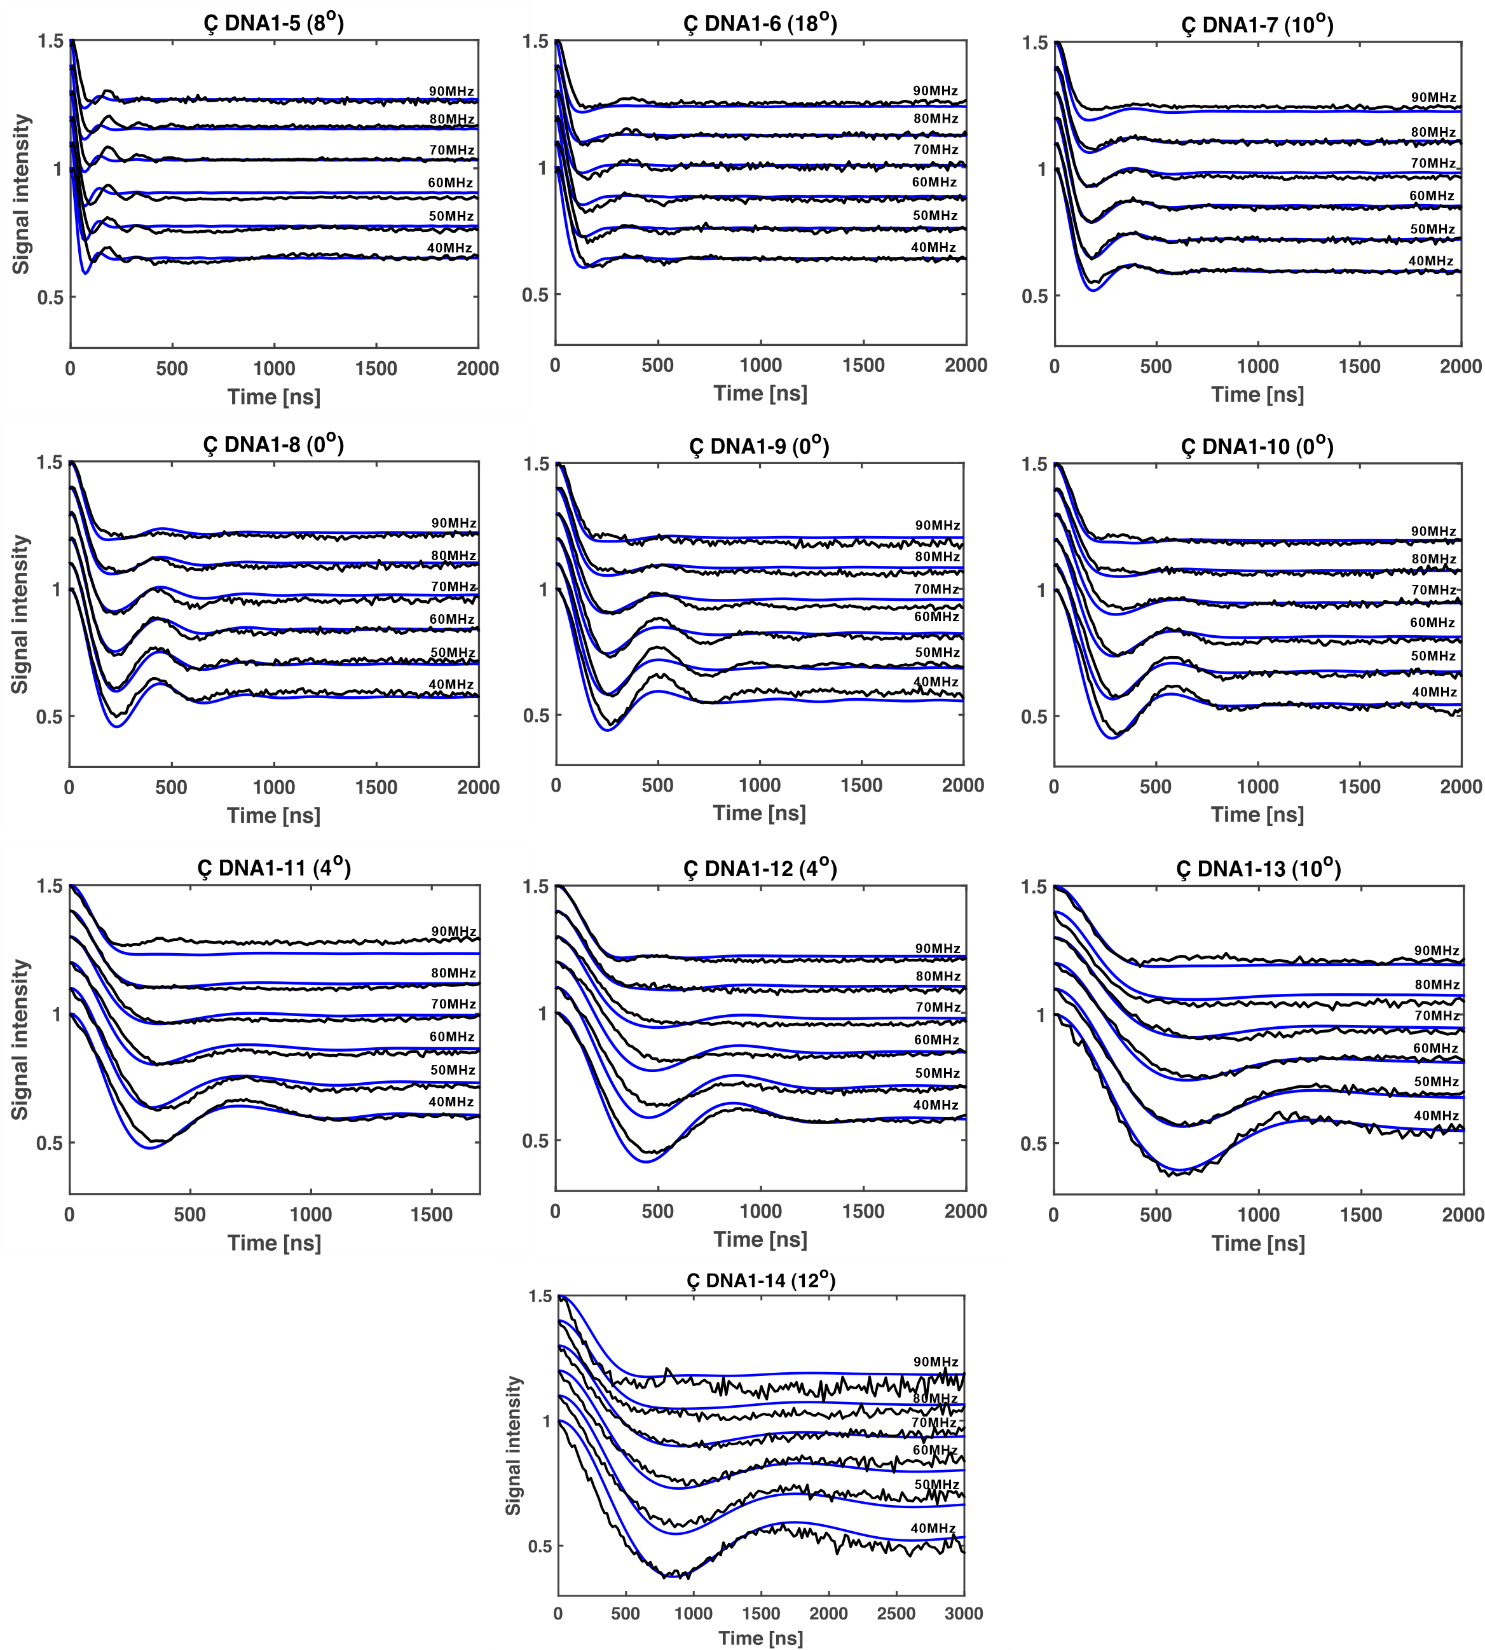 Ç DNA1-5 (8°)
Signal intensity
1.5
1
0.5
90MHz
80MHz
70MHz
60MHz
50MHz
40MHz
0 500 1000 1500 2000
Time [ns]
Ç DNA1-6 (18°)
1.5
1
0.5
90MHz
80MHz
70MHz
60MHz
50MHz
40MHz
0 500 1000 1500 2000
Time [ns]
Ç DNA1-7 (10°)
1.5
1
0.5
90MHz
80MHz
70MHz
60MHz
50MHz
40MHz
0 500 1000 1500 2000
Time [ns]
Ç DNA1-8 (0°)
Signal intensity
1.5
1
0.5
90MHz
80MHz
70MHz
60MHz
50MHz
40MHz
0 500 1000 1500 2000
Time [ns]
Ç DNA1-9 (0°)
1.5
1
0.5
90MHz
80MHz
70MHz
60MHz
50MHz
40MHz
0 500 1000 1500 2000
Time [ns]
Ç DNA1-10 (0°)
1.5
1
0.5
90MHz
80MHz
70MHz
60MHz
50MHz
40MHz
0 500 1000 1500 2000
Time [ns]
Ç DNA1-11 (4°)
Signal intensity
1.5
1
0.5
90MHz
80MHz
70MHz
60MHz
50MHz
40MHz
0 500 1000 1500
Time [ns]
Ç DNA1-12 (4°)
1.5
1
0.5
90MHz
80MHz
70MHz
60MHz
50MHz
40MHz
0 500 1000 1500 2000
Time [ns]
Ç DNA1-13 (10°)
1.5
1
0.5
90MHz
80MHz
70MHz
60MHz
50MHz
40MHz
0 500 1000 1500 2000
Time [ns]
Ç DNA1-14 (12°)
Signal intensity
1.5
1
0.5
90MHz
80MHz
70MHz
60MHz
50MHz
40MHz
0 500 1000 1500 2000 2500 3000
Time [ns]